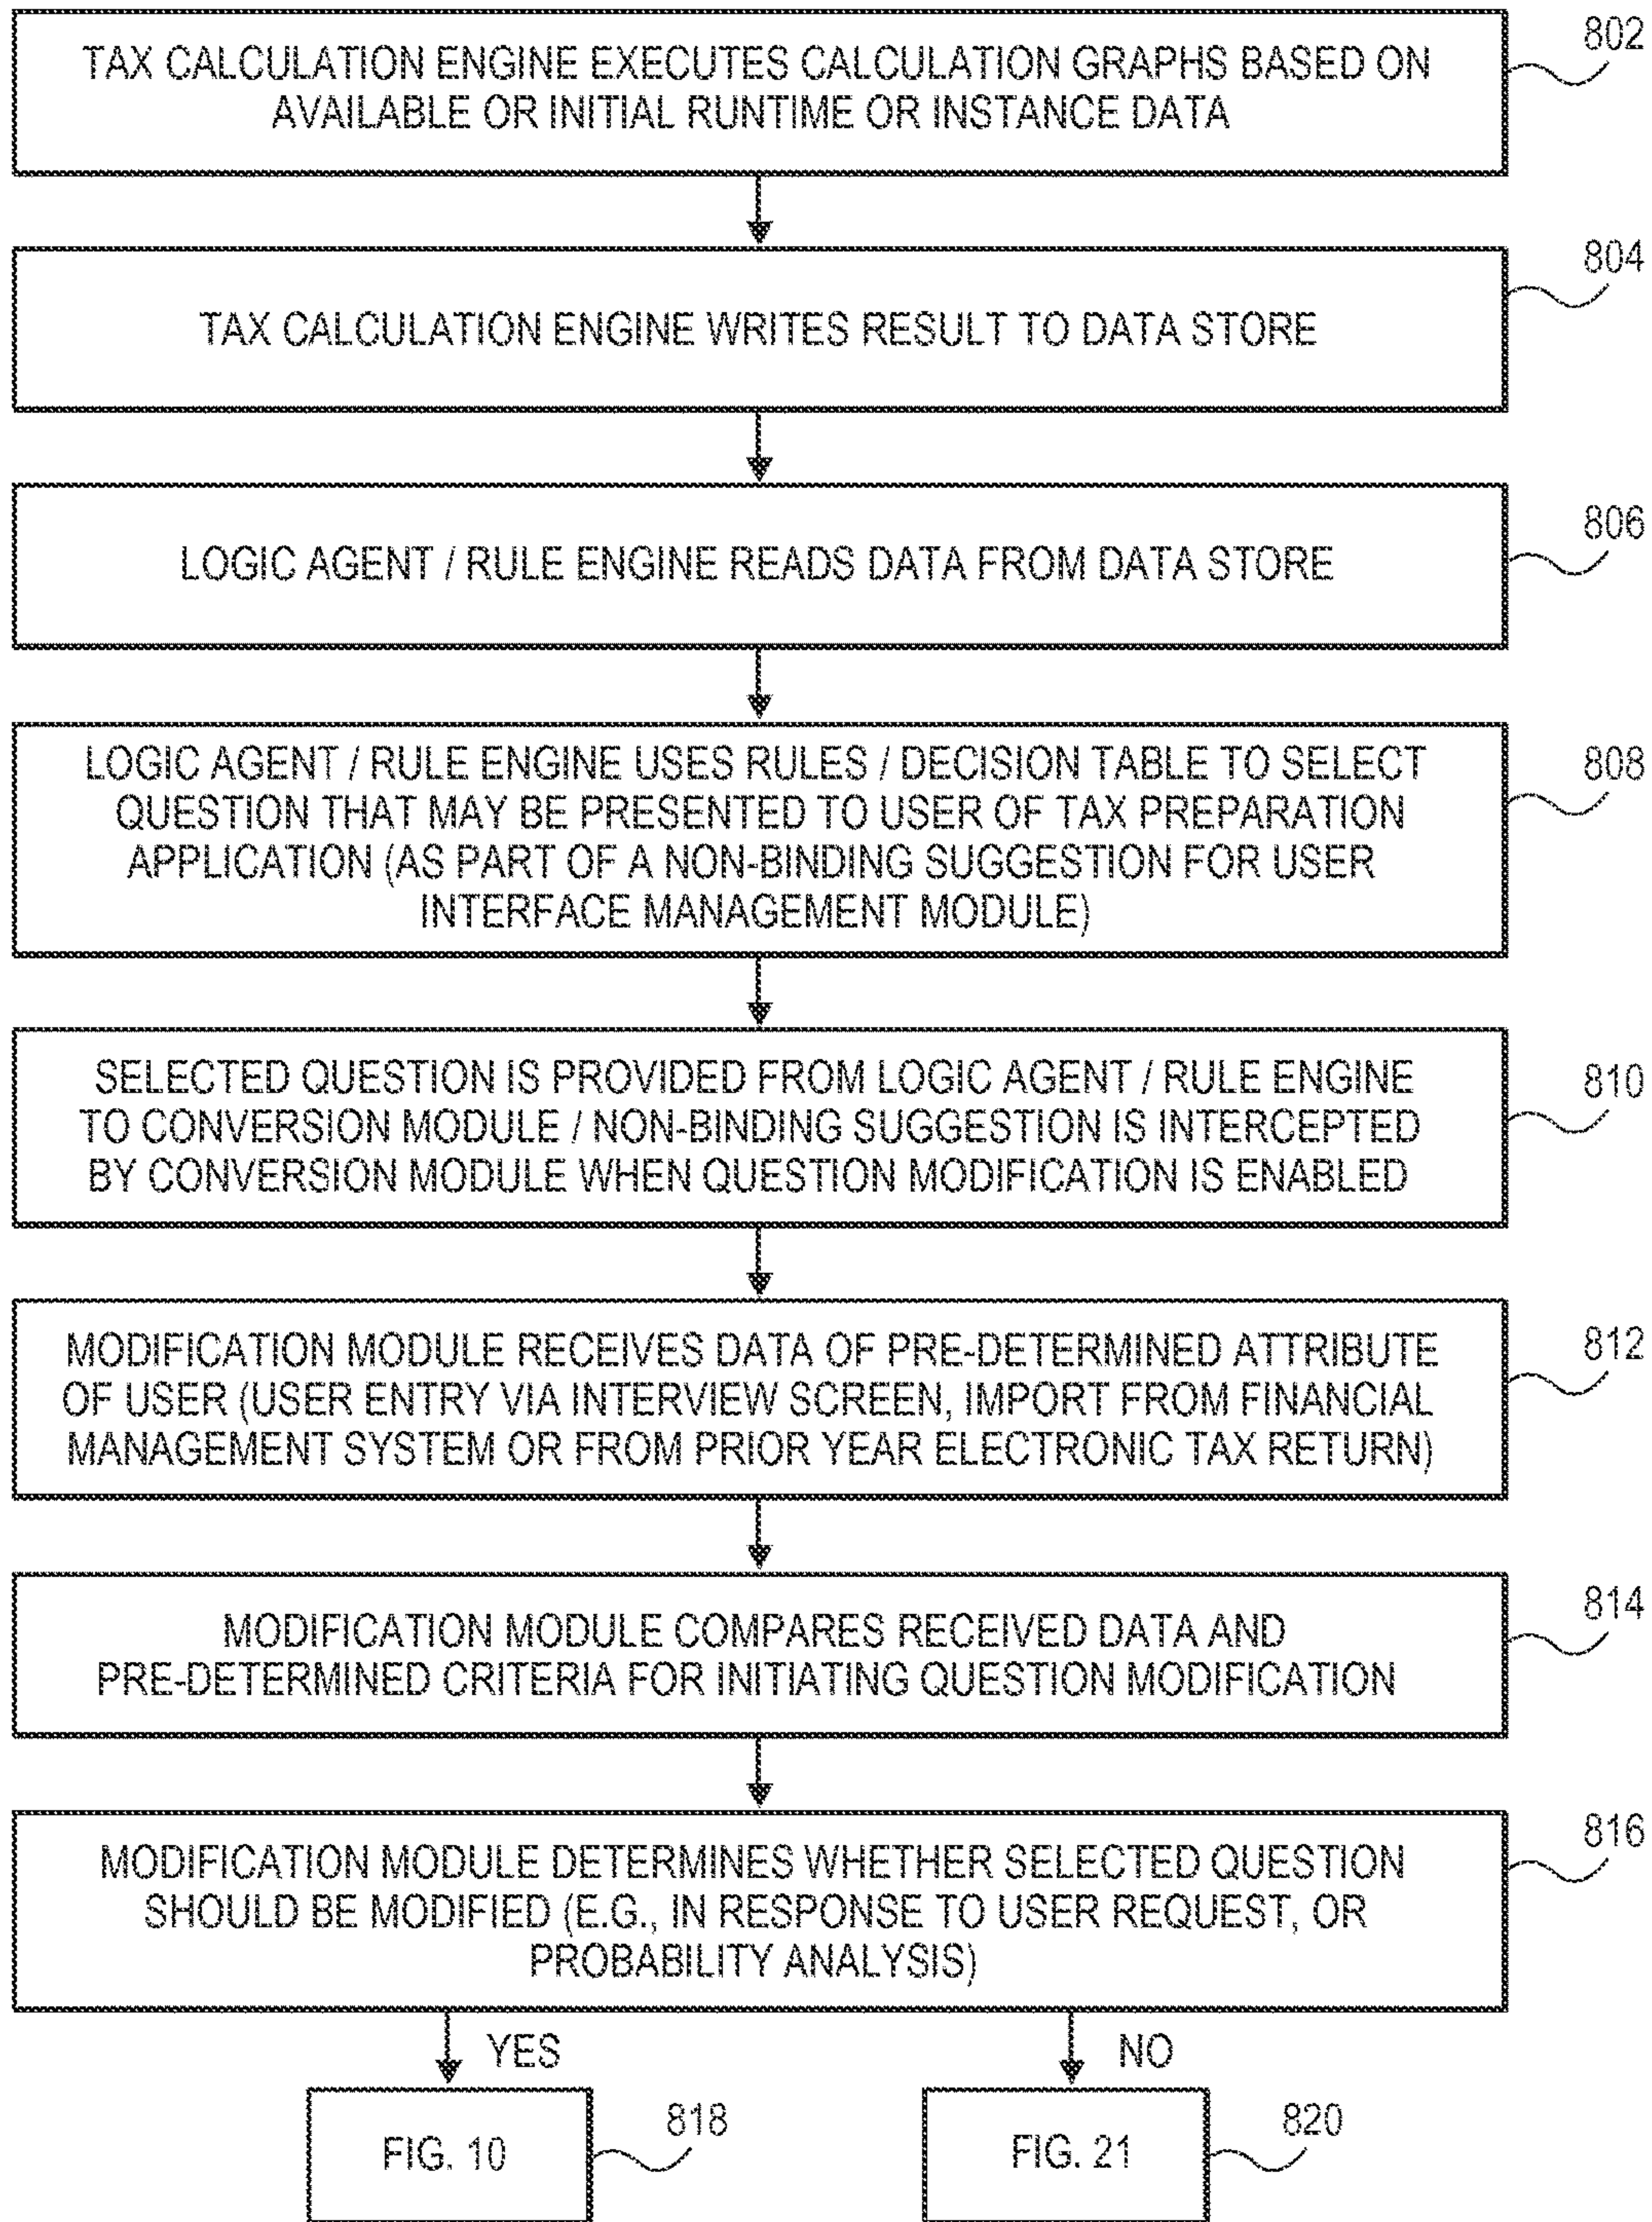 TAX CALCULATION ENGINE EXECUTES CALCULATION GRAPHS BASED ON
AVAILABLE OR INITIAL RUNTIME OR INSTANCE DATA
802
TAX CALCULATION ENGINE WRITES RESULT TO DATA STORE
804
LOGIC AGENT / RULE ENGINE READS DATA FROM DATA STORE
806
LOGIC AGENT / RULE ENGINE USES RULES / DECISION TABLE TO SELECT
QUESTION THAT MAY BE PRESENTED TO USER OF TAX PREPARATION
APPLICATION (AS PART OF A NON-BINDING SUGGESTION FOR USER
INTERFACE MANAGEMENT MODULE)
808
SELECTED QUESTION IS PROVIDED FROM LOGIC AGENT / RULE ENGINE
TO CONVERSION MODULE / NON-BINDING SUGGESTION IS INTERCEPTED
BY CONVERSION MODULE WHEN QUESTION MODIFICATION IS ENABLED
810
MODIFICATION MODULE RECEIVES DATA OF PRE-DETERMINED ATTRIBUTE
OF USER (USER ENTRY VIA INTERVIEW SCREEN, IMPORT FROM FINANCIAL
MANAGEMENT SYSTEM OR FROM PRIOR YEAR ELECTRONIC TAX RETURN)
812
MODIFICATION MODULE COMPARES RECEIVED DATA AND
PRE-DETERMINED CRITERIA FOR INITIATING QUESTION MODIFICATION
814
MODIFICATION MODULE DETERMINES WHETHER SELECTED QUESTION
SHOULD BE MODIFIED (E.G., IN RESPONSE TO USER REQUEST, OR
PROBABILITY ANALYSIS)
816
YES
NO
FIG. 10
818
FIG. 21
820